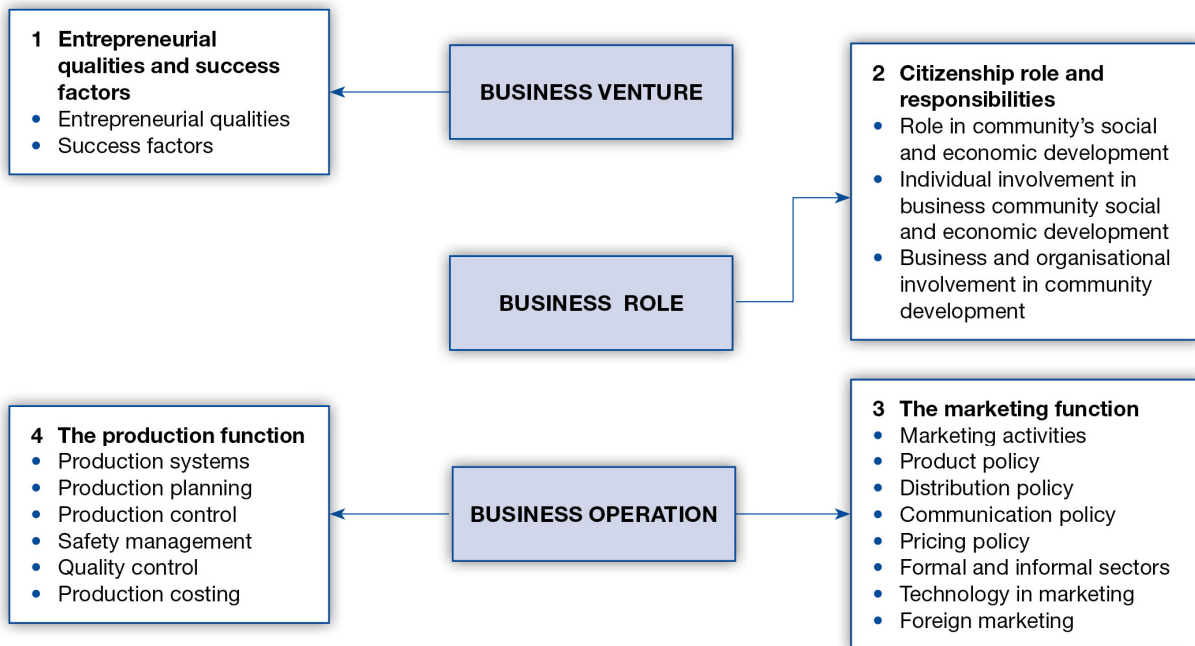 1 Entrepreneurial
qualities and success
factors
• Entrepreneurial qualities
• Success factors
BUSINESS VENTURE
2 Citizenship role and
responsibilities
• Role in community’s social
and economic development
• Individual involvement in
business community social
and economic development
• Business and organisational
involvement in community
development
BUSINESS ROLE
4 The production function
• Production systems
• Production planning
• Production control
• Safety management
• Quality control
• Production costing
BUSINESS OPERATION
3 The marketing function
• Marketing activities
• Product policy
• Distribution policy
• Communication policy
• Pricing policy
• Formal and informal sectors
• Technology in marketing
• Foreign marketing